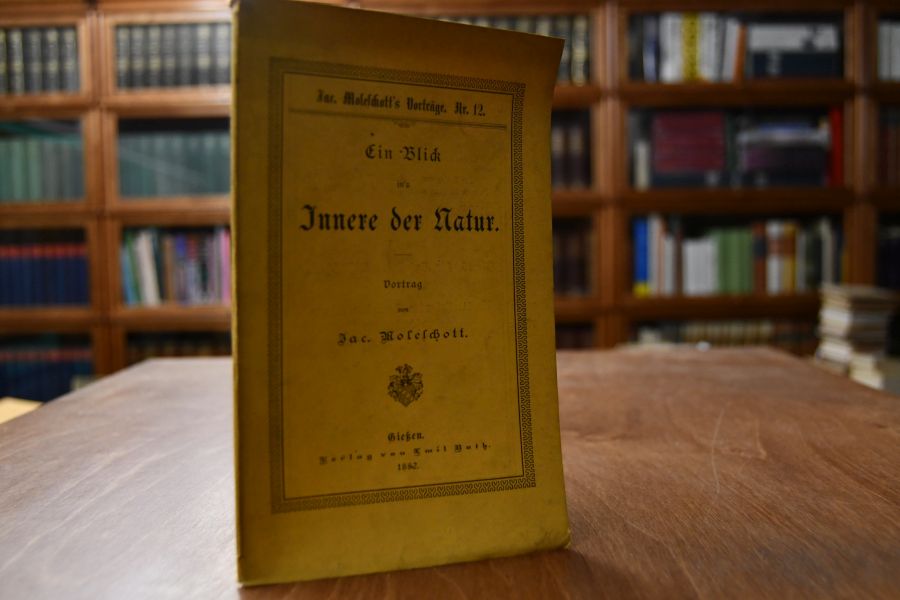 Jac. Moleschott's Vorträge. Nr. 12.
Ein Blick
in's
Innere der Natur.
Vortrag
von
Jac. Moleschott.
Gießen.
Verlag von Emil Roth.
1882.